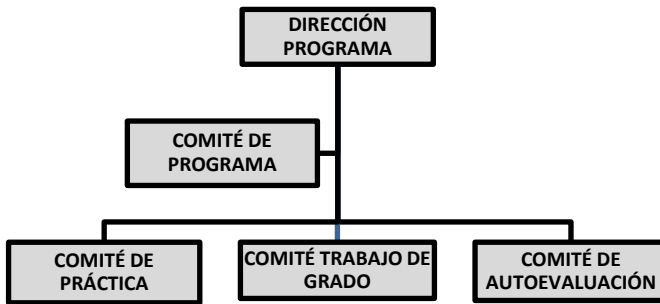 DIRECCIÓN
PROGRAMA
COMITÉ DE
PROGRAMA
COMITÉ DE
PRÁCTICA
COMITÉ TRABAJO DE
GRADO
COMITÉ DE
AUTOEVALUACIÓN